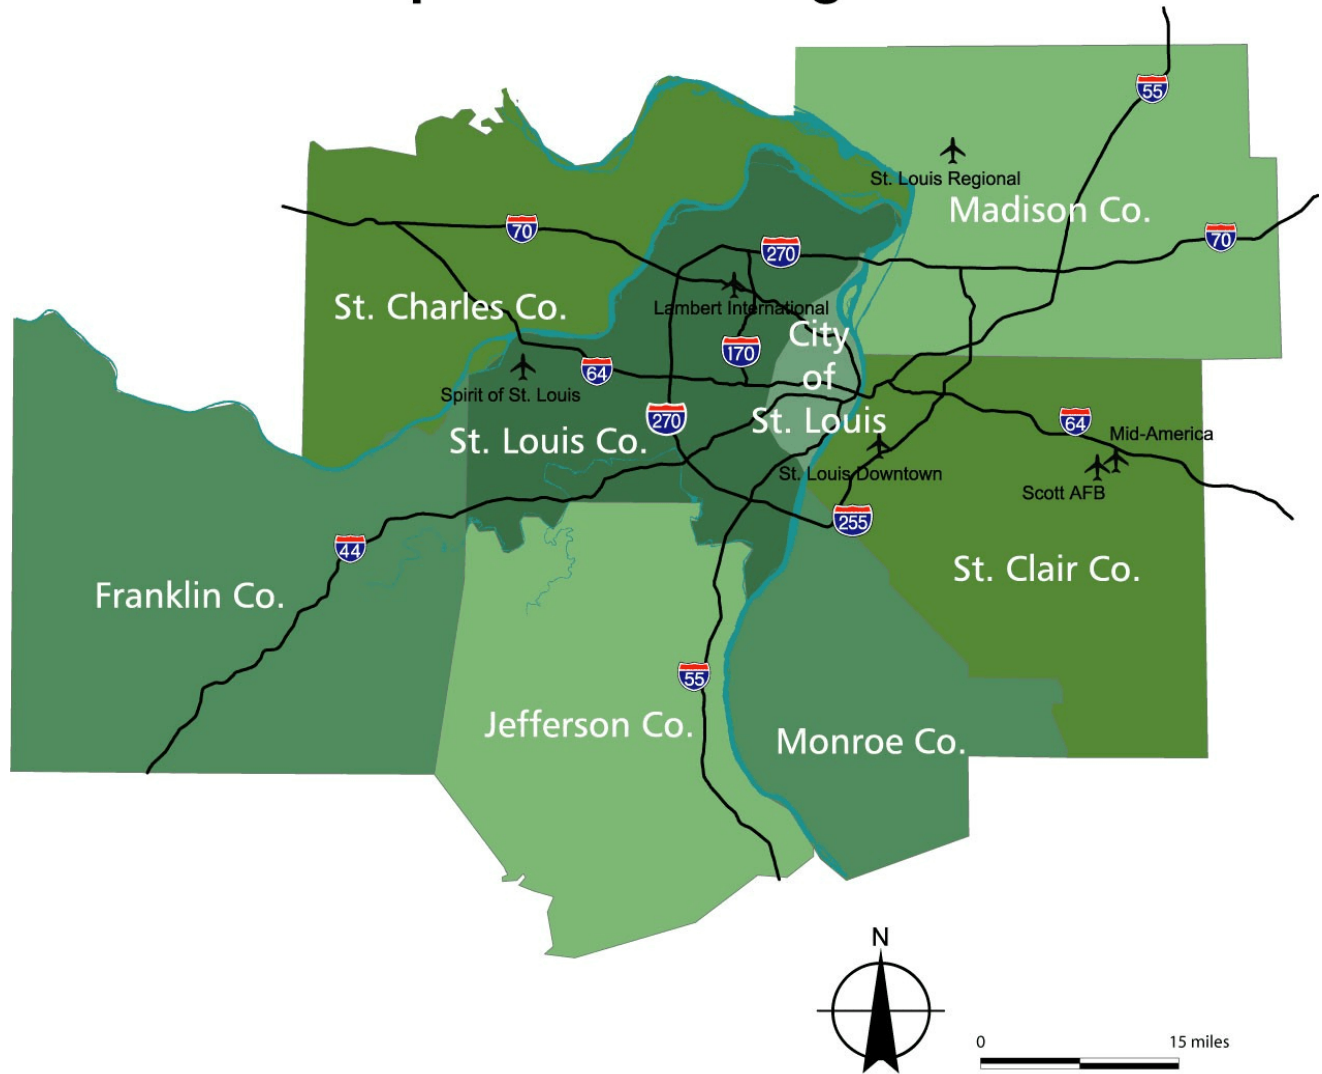 55
St. Louis Regional
Madison Co.
70
70
270
St. Charles Co.
Lambert International
City
of
St. Louis
170
64
Spirit of St. Louis
270
St. Louis Co.
64
Mid-America
St. Louis Downtown
Scott AFB
255
44
Franklin Co.
St. Clair Co.
55
Jefferson Co.
Monroe Co.
N
0 15 miles